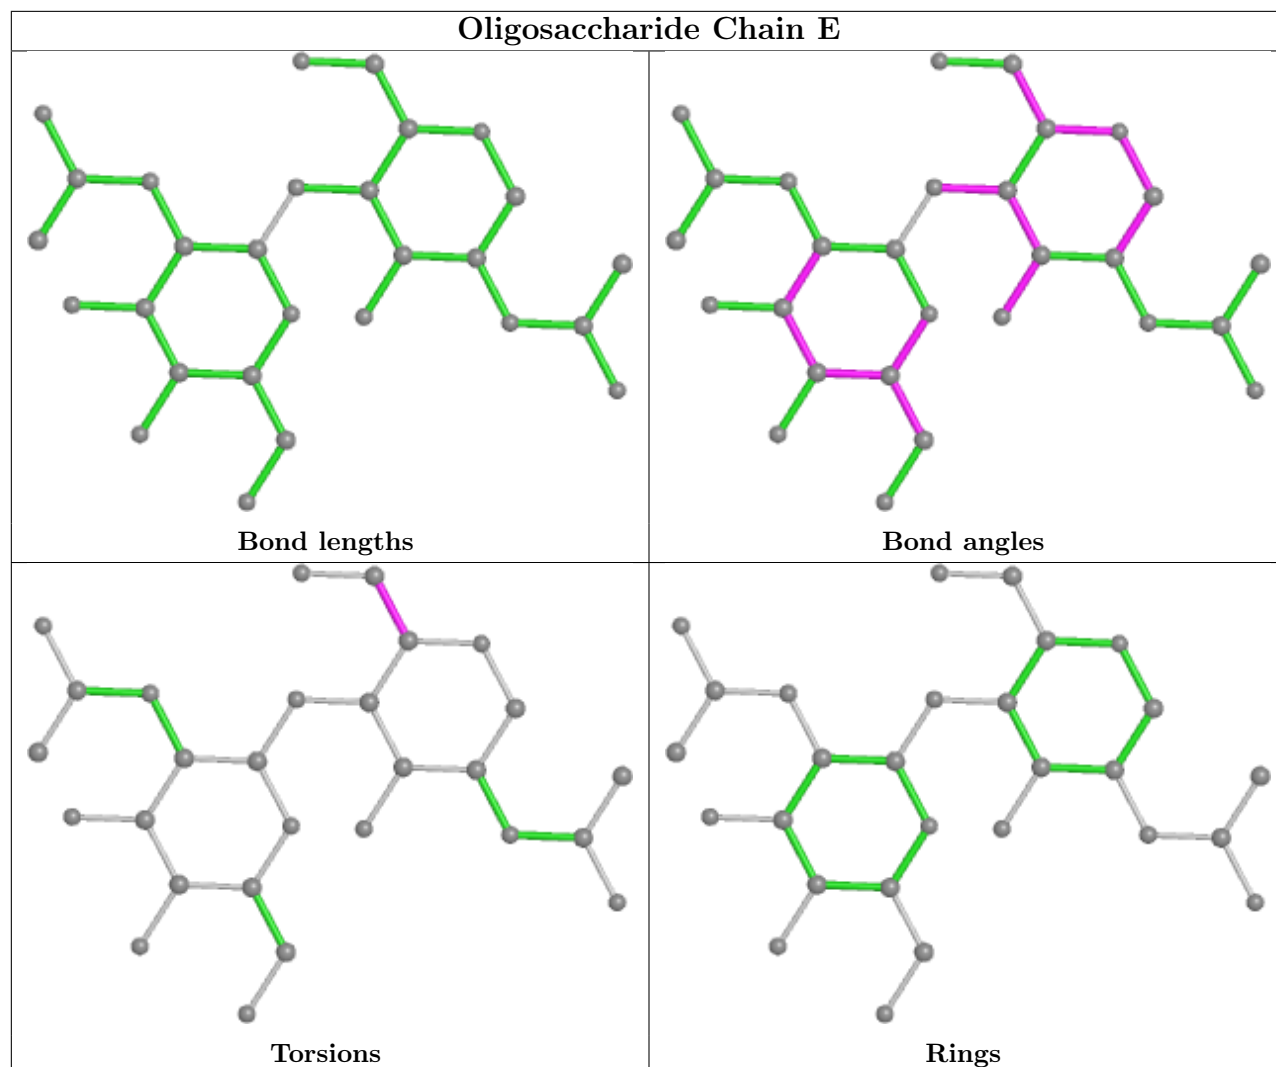 Oligosaccharide Chain E
Bond lengths
Bond angles
Torsions
Rings